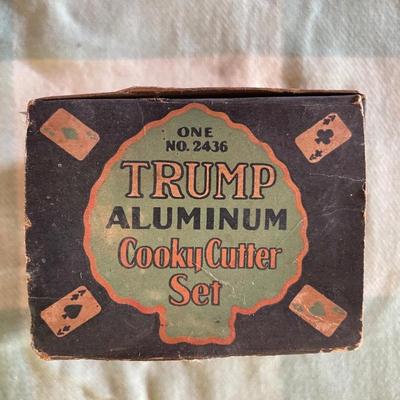 ONE
NO. 2436
TRUMP
ALUMINUM
Cooky Cutter
Set